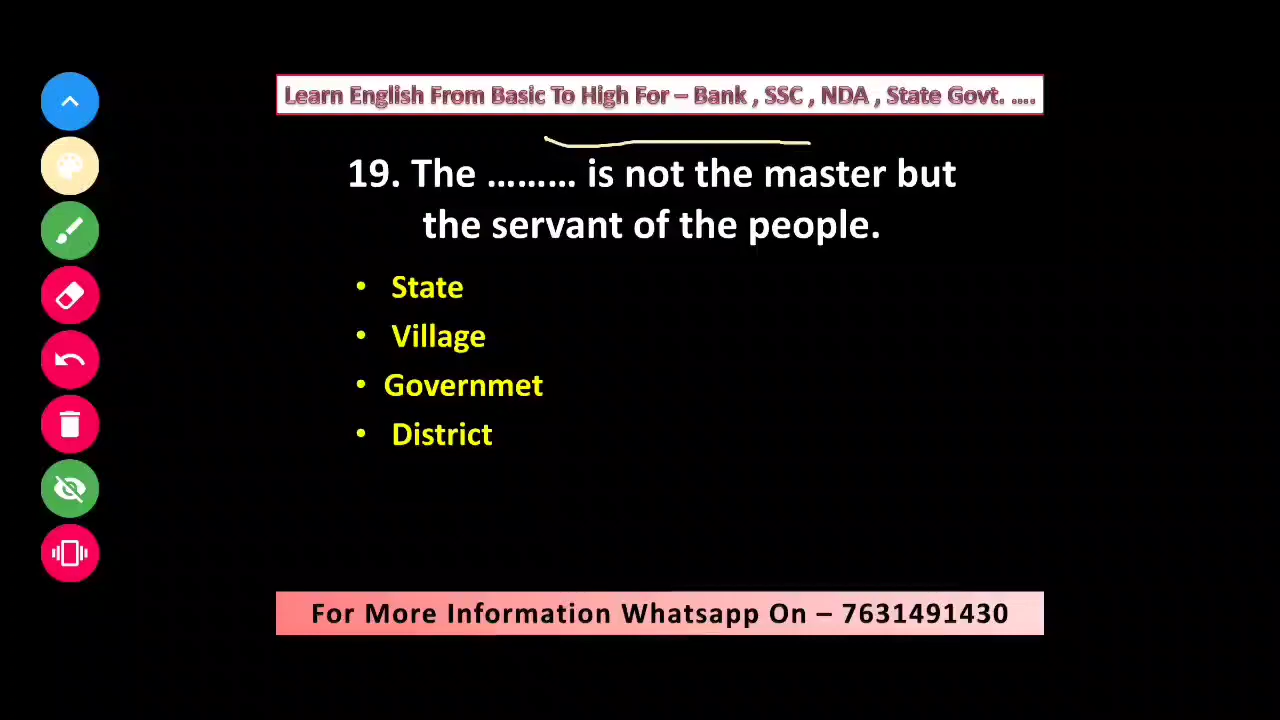 Learn English From Basic To High For – Bank , SSC , NDA , State Govt. ....
19. The ......... is not the master but
the servant of the people.
• State
• Village
• Governmet
• District
For More Information Whatsapp On – 7631491430